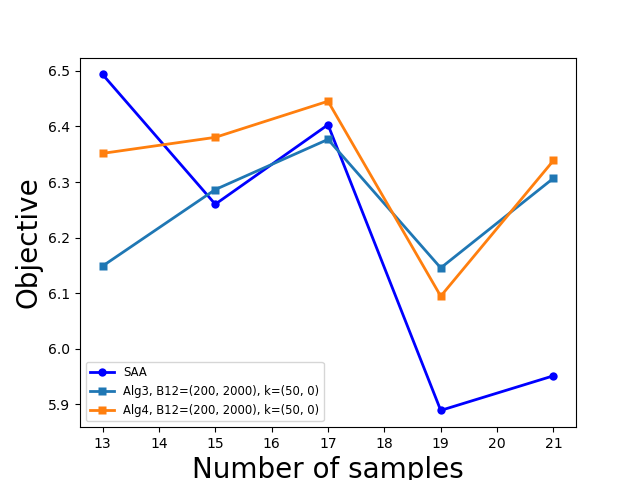 6.5
6.4
6.3
6.2
6.1
6.0
5.9
Objective
SAA
Alg3, B12=(200, 2000), k=(50, 0)
Alg4, B12=(200, 2000), k=(50, 0)
13 14 15 16 17 18 19 20 21
Number of samples